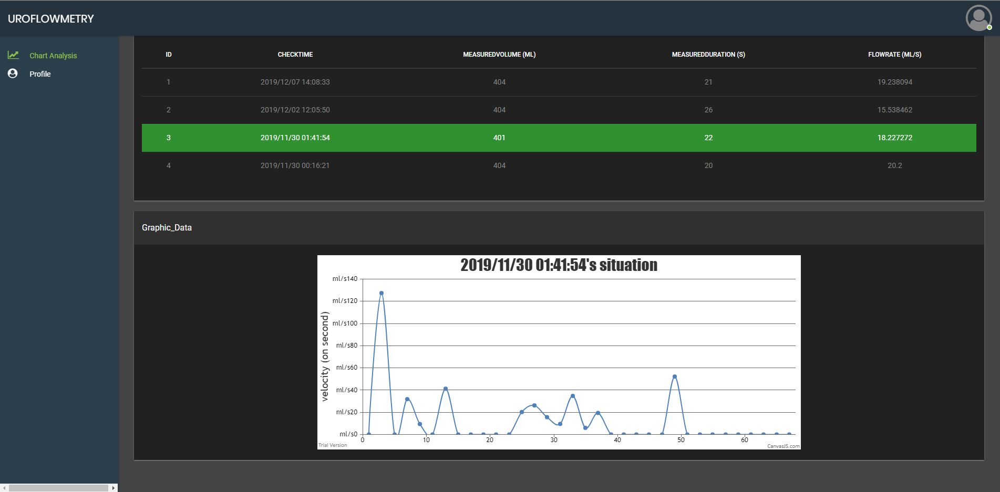 UROFLOWMETRY
Chart Analysis
Profile
ID CHECKTIME MEASUREDVOLUME (ML) MEASUREDDURATION (S) FLOWRATE (ML/S)
1 2019/12/07 14:08:33 404 21 19.238094
2 2019/12/02 12:05:50 404 26 15.538462
3 2019/11/30 01:41:54 401 22 18.227272
4 2019/11/30 00:16:21 404 20 20.2
Graphic_Data
2019/11/30 01:41:54's situation
velocity (on second)
ml/s140
ml/s120
ml/s100
ml/s80
ml/s60
ml/s40
ml/s20
ml/s0
0 10 20 30 40 50 60
Trial Version
CanvasJS.com